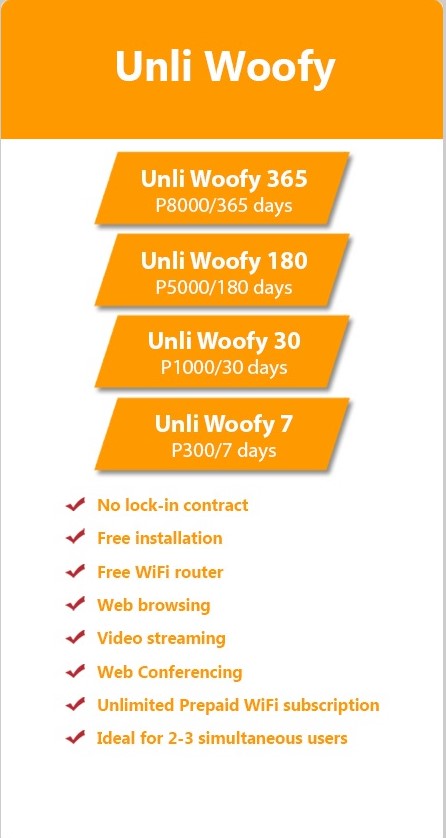 Unli Woofy
Unli Woofy 365
P8000/365 days
Unli Woofy 180
P5000/180 days
Unli Woofy 30
P1000/30 days
Unli Woofy 7
P300/7 days
No lock-in contract
Free installation
Free WiFi router
Web browsing
Video streaming
Web Conferencing
Unlimited Prepaid WiFi subscription
Ideal for 2-3 simultaneous users